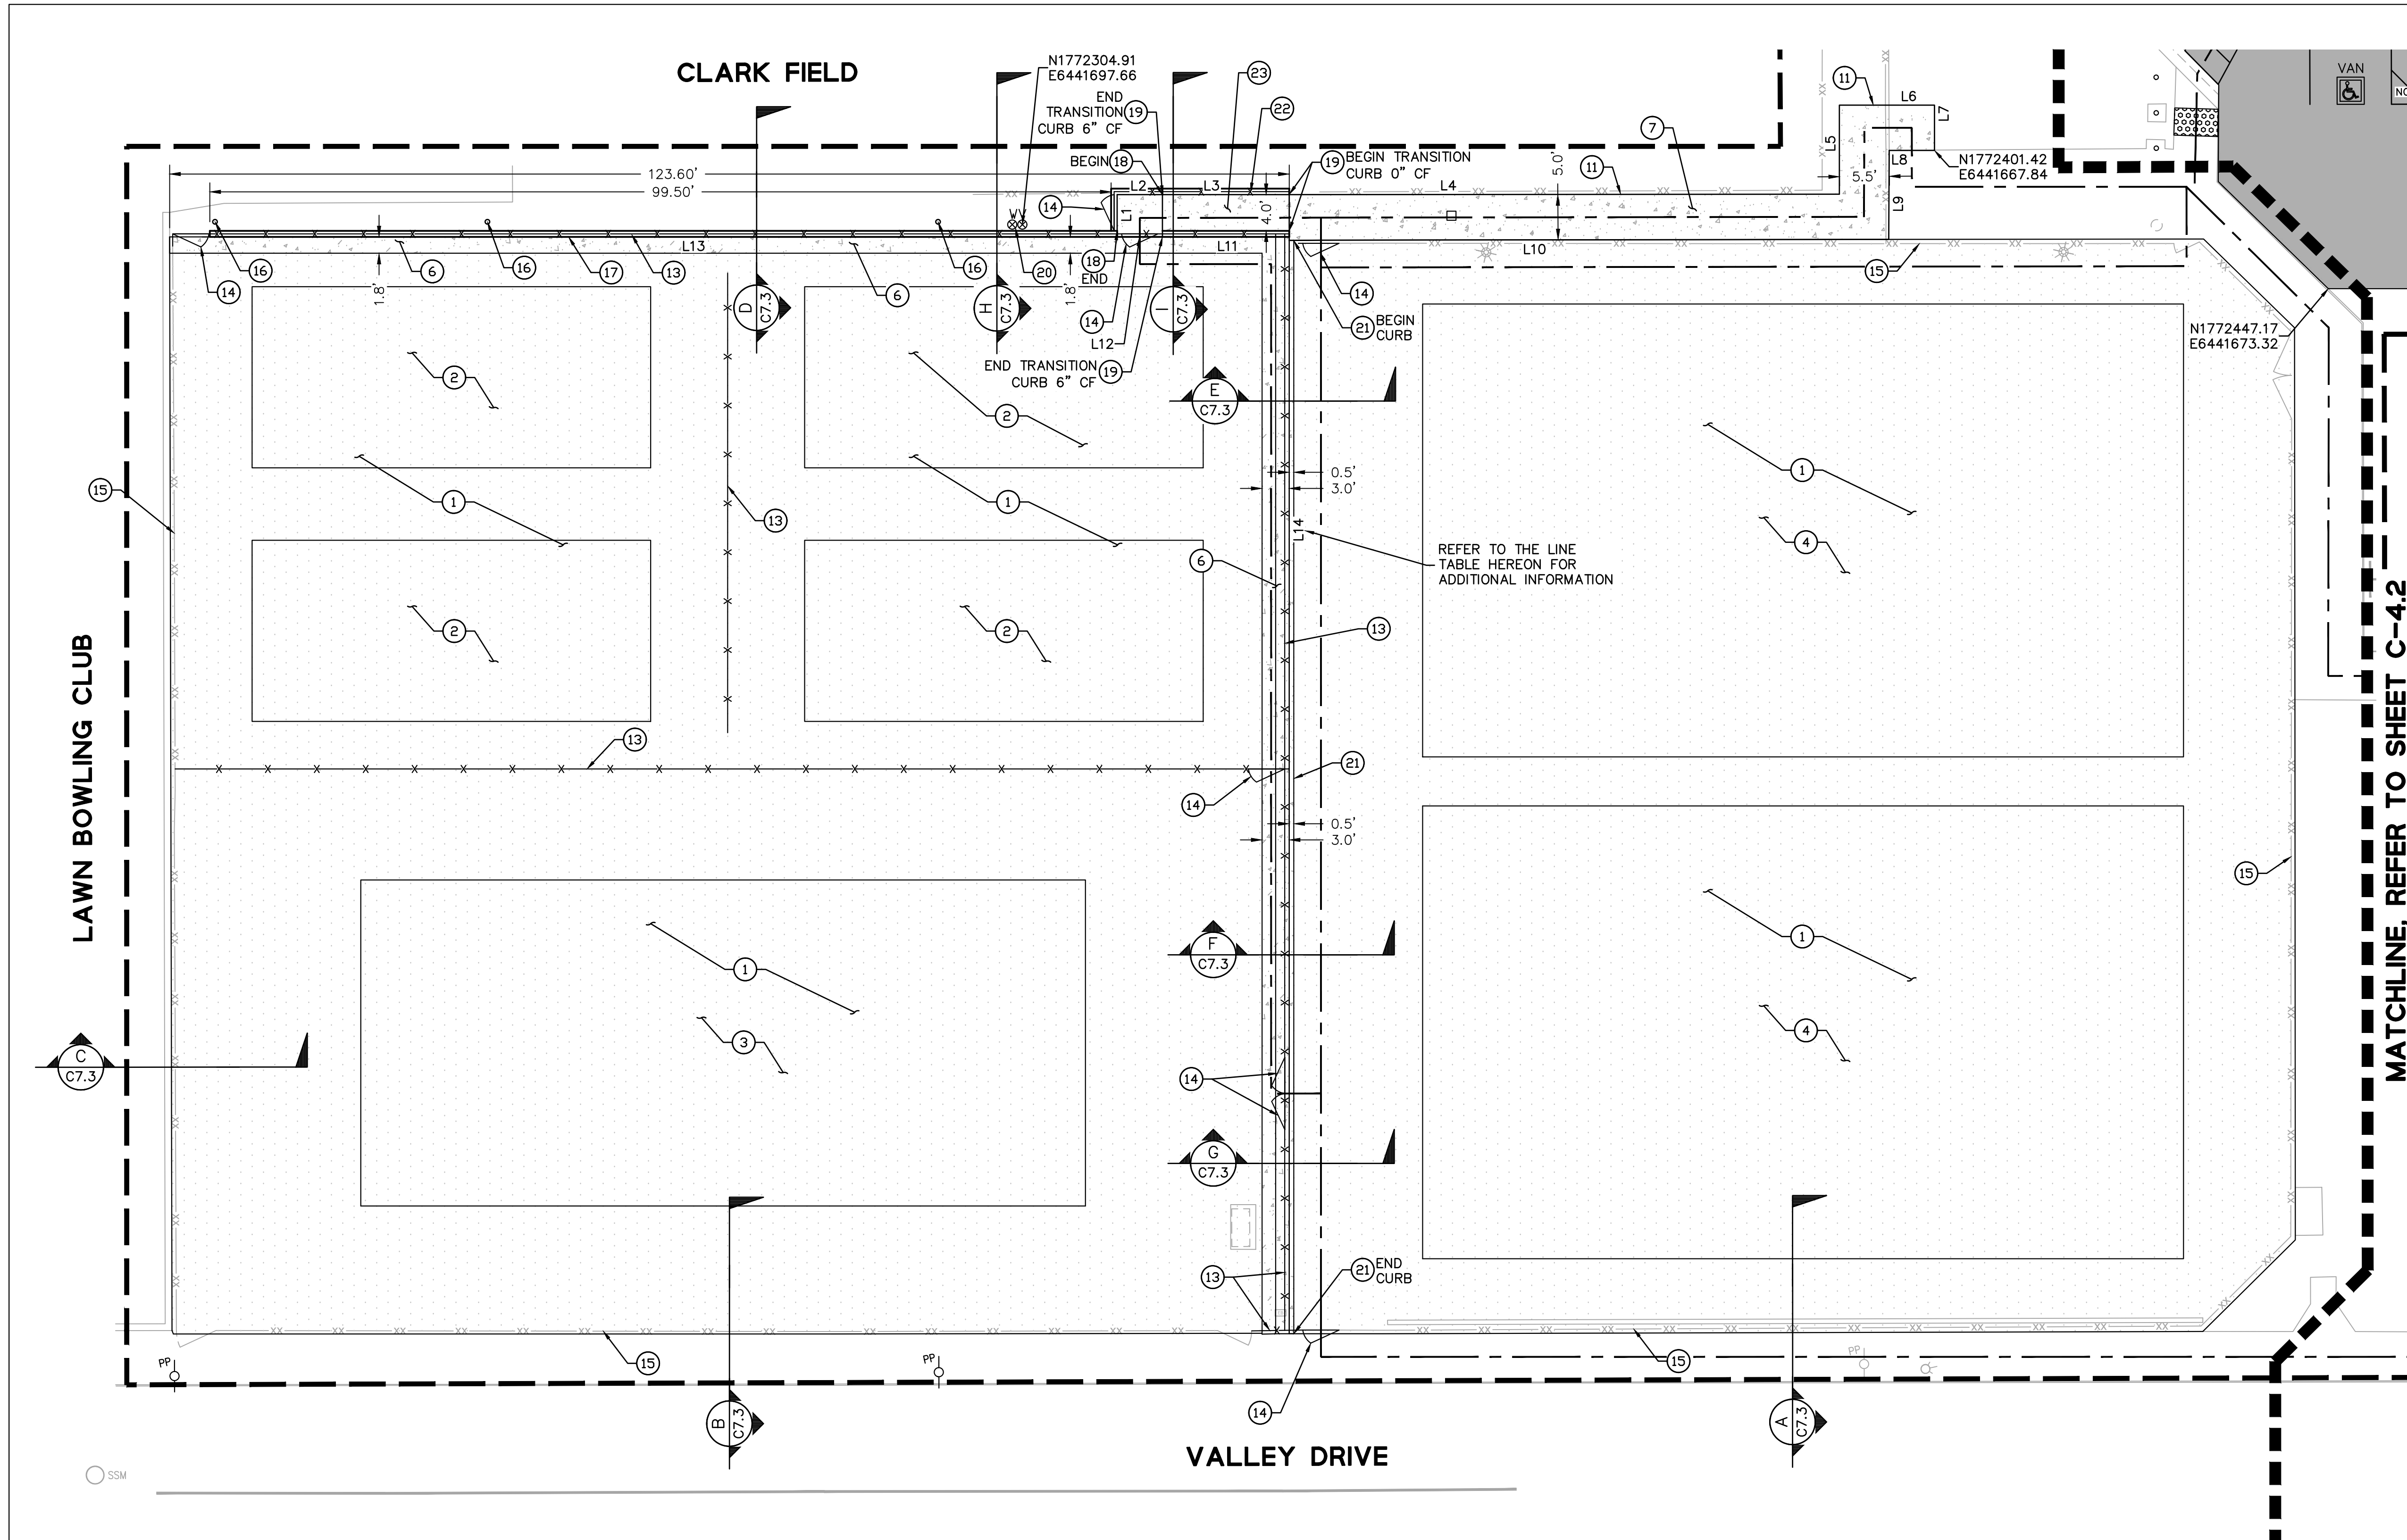 CLARK FIELD
N1772304.91
E6441697.66
END
TRANSITION
CURB 6" CF
19
23
22
BEGIN
18
19
BEGIN TRANSITION
CURB 0" CF
11
L6
L7
L5
L8
5.5'
L9
N1772401.42
E6441667.84
VAN
7
11
5.0'
L4
123.60'
99.50'
L2
L3
L1
4.0'
14
L13
L11
L10
16
6
16
17
13
14
1.8'
16
6
20
1.8'
18
END
14
L12
END TRANSITION
CURB 6" CF
19
14
21
BEGIN
CURB
15
N1772447.17
E6441673.32
D
C7.3
H
C7.3
I
C7.3
E
C7.3
2
2
1
1
13
15
0.5'
3.0'
L14
REFER TO THE LINE
TABLE HEREON FOR
ADDITIONAL INFORMATION
1
4
6
2
2
13
13
21
14
0.5'
3.0'
LAWN BOWLING CLUB
MATCHLINE, REFER TO SHEET C-4.2
15
1
3
1
4
F
C7.3
C
C7.3
14
G
C7.3
13
21
END
CURB
15
15
PP
PP
PP
14
B
C7.3
A
C7.3
VALLEY DRIVE
SSM